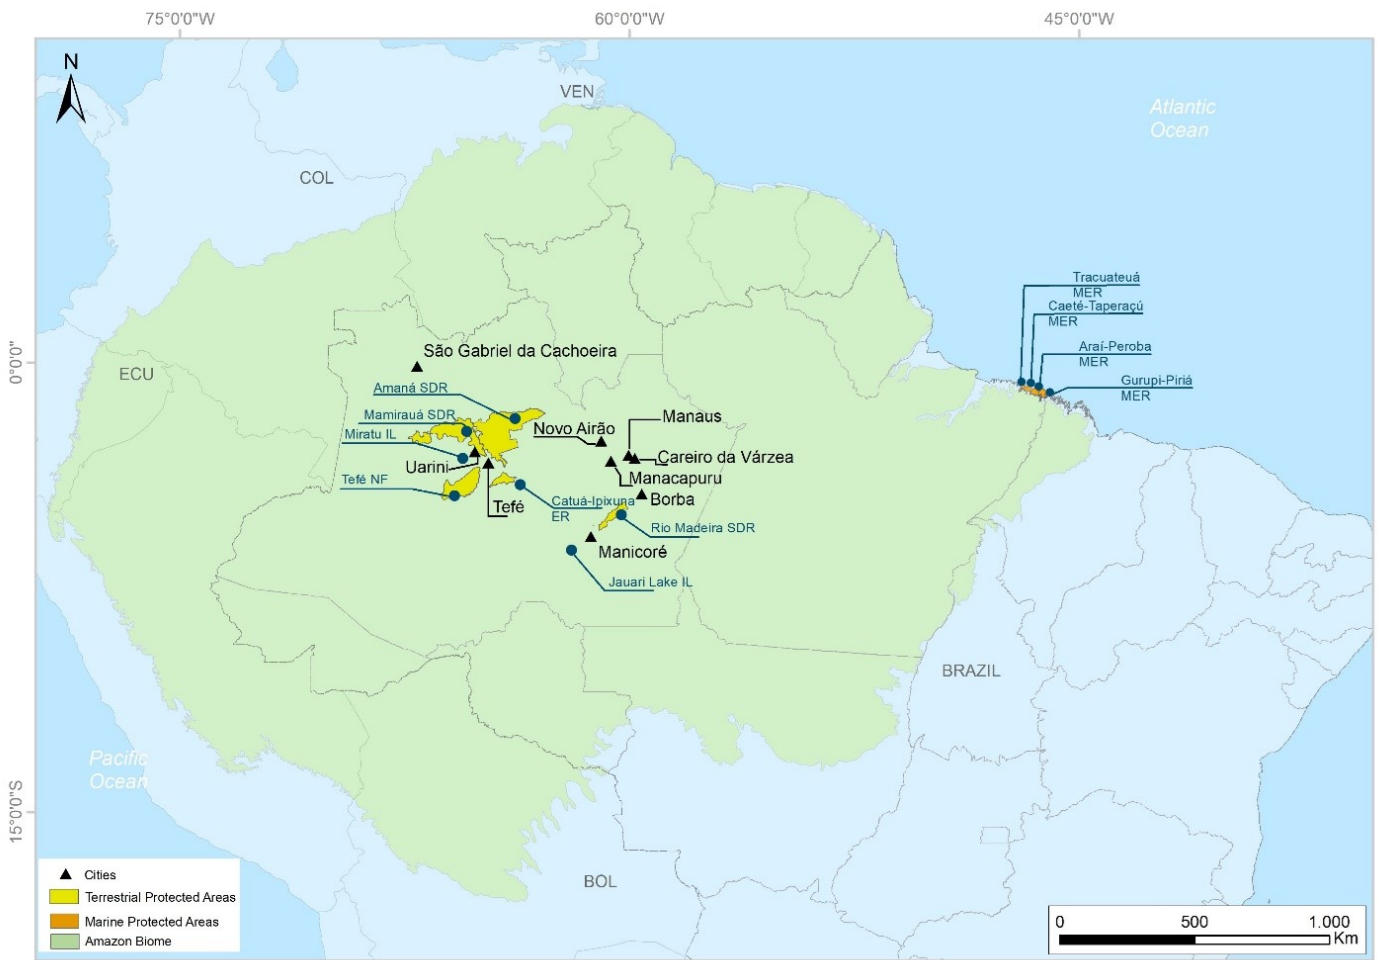 75°0'0"W
60°0'0"W
45°0'0"W
N
VEN
Atlantic
Ocean
COL
Tracuateuá
MER
Caeté-Taperaçú
MER
São Gabriel da Cachoeira
Araí-Peroba
MER
0°0'0"
ECU
Gurupi-Piriá
MER
Amaná SDR
Mamirauá SDR
Manaus
Novo Airão
Miratu IL
Careiro da Várzea
Uarini
Manacapuru
Tefé NF
Catuá-Ipixuna
ER
Borba
Tefé
Rio Madeira SDR
Manicoré
Jauari Lake IL
BRAZIL
Pacific
Ocean
15°0'0"S
BOL
Cities
Terrestrial Protected Areas
Marine Protected Areas
Amazon Biome
0 500 1.000
Km